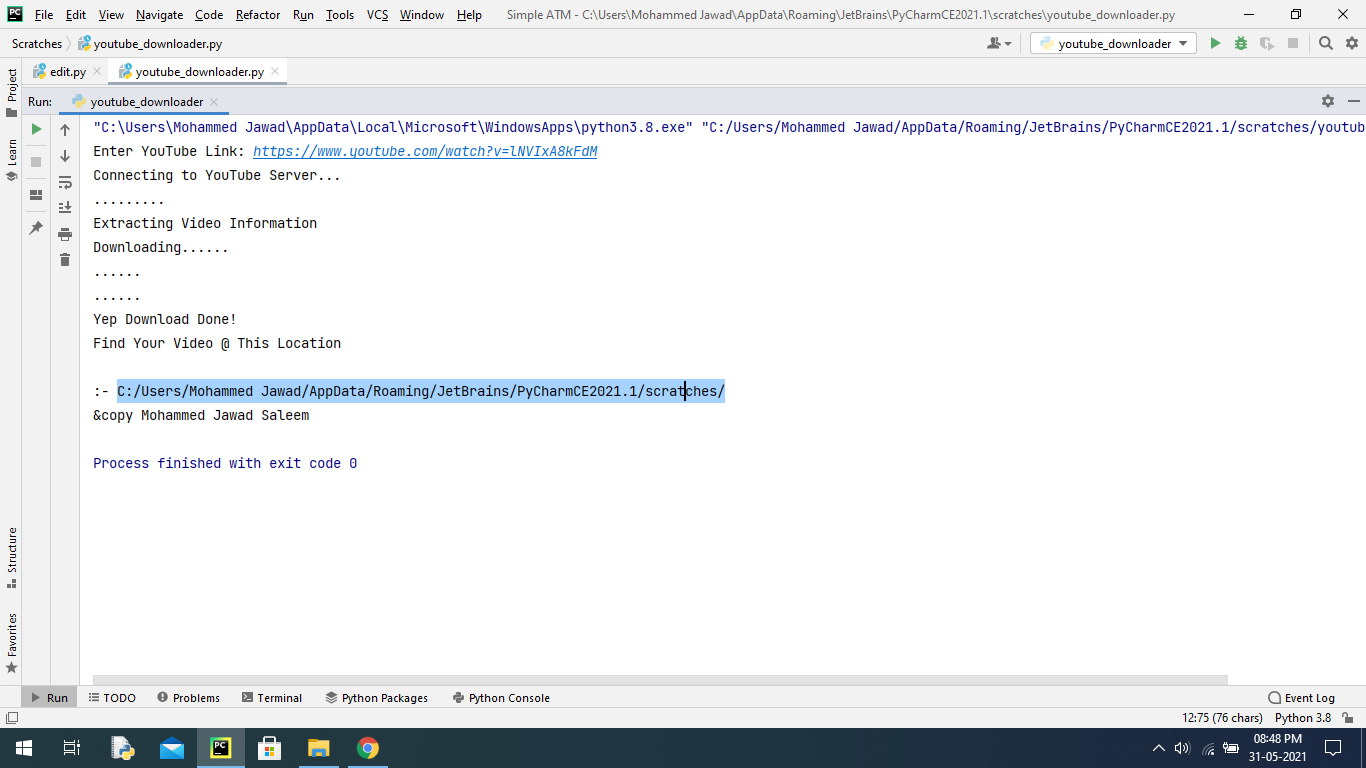 File Edit View Navigate Code Refactor Run Tools VCS Window Help Simple ATM - C:\Users\Mohammed Jawad\AppData\Roaming\JetBrains\PyCharmCE2021.1\scratches\youtube_downloader.py
Scratches youtube_downloader.py youtube_downloader
edit.py youtube_downloader.py
Project
Run: youtube_downloader
"C:\Users\Mohammed Jawad\AppData\Local\Microsoft\WindowsApps\python3.8.exe" "C:/Users/Mohammed Jawad/AppData/Roaming/JetBrains/PyCharmCE2021.1/scratches/youtub
Learn
Enter YouTube Link: https://www.youtube.com/watch?v=lNVIxA8kFdM
Connecting to YouTube Server...
.........
Extracting Video Information
Downloading......
......
......
Yep Download Done!
Find Your Video @ This Location
:- C:/Users/Mohammed Jawad/AppData/Roaming/JetBrains/PyCharmCE2021.1/scratches/
&copy Mohammed Jawad Saleem
Process finished with exit code 0
Structure
Favorites
Run TODO Problems Terminal Python Packages Python Console Event Log
12:75 (76 chars) Python 3.8
08:48 PM
31-05-2021